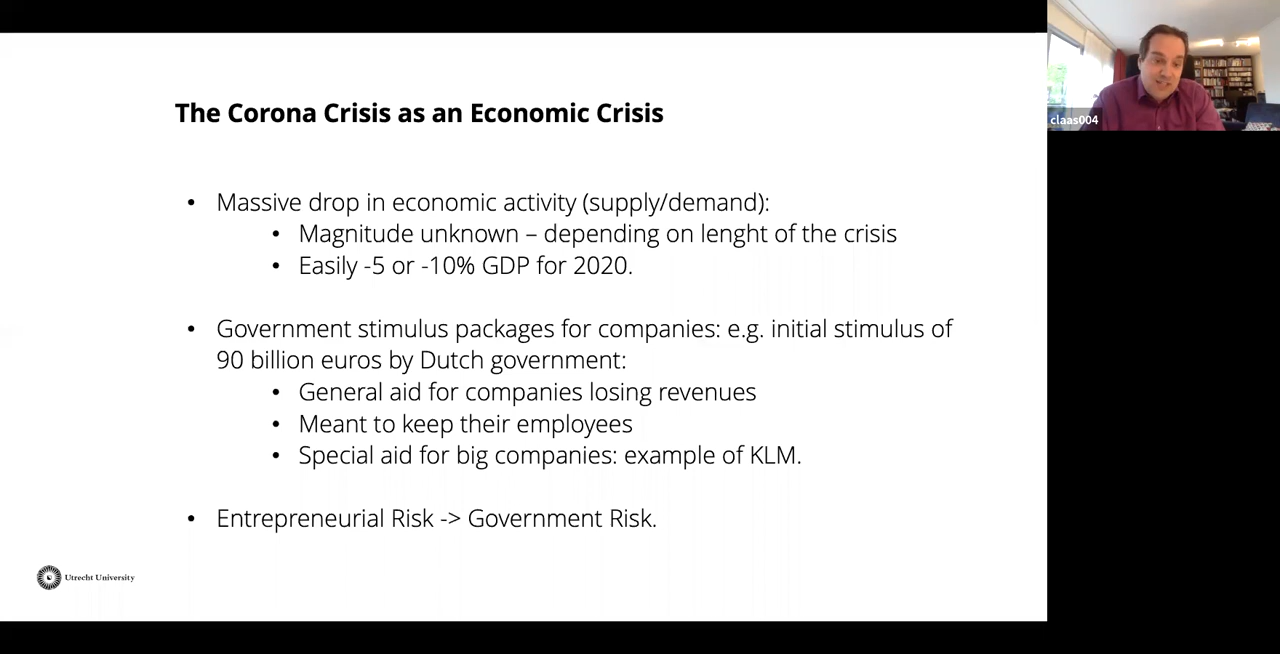 The Corona Crisis as an Economic Crisis
• Massive drop in economic activity (supply/demand):
• Magnitude unknown – depending on lenght of the crisis
• Easily -5 or -10% GDP for 2020.
• Government stimulus packages for companies: e.g. initial stimulus of
90 billion euros by Dutch government:
• General aid for companies losing revenues
• Meant to keep their employees
• Special aid for big companies: example of KLM.
• Entrepreneurial Risk -> Government Risk.
Utrecht University
claas004